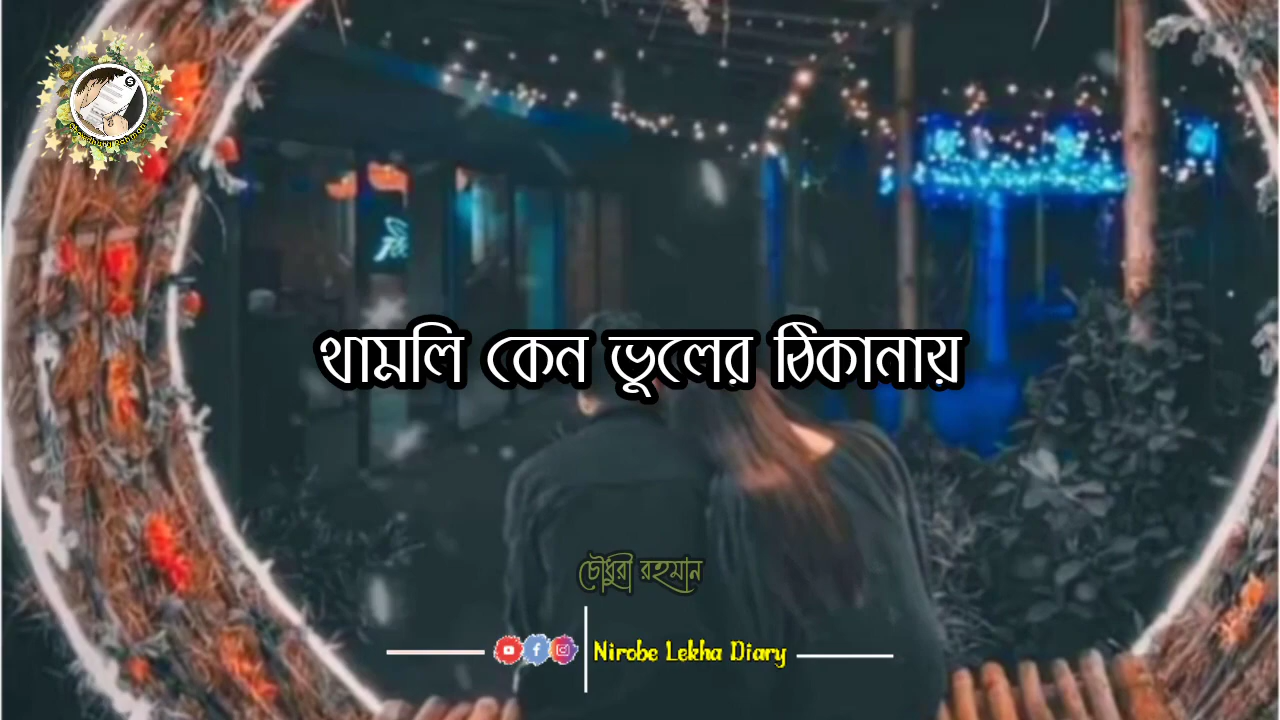 থামলি কেন ভুলের ঠিকানায়
চৌধুরী রহমান
Nirobe Lekha Diary